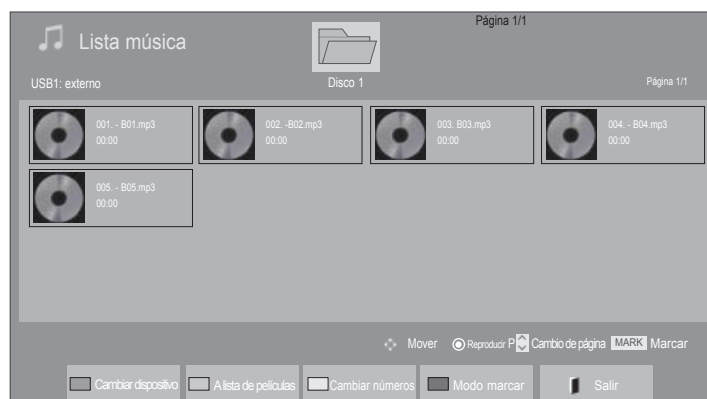 Página 1/1
Lista música
USB1: externo
Disco 1
Página 1/1
001. - B01.mp3
00:00
002. -B02.mp3
00:00
003. B03.mp3
00:00
004. - B04.mp3
00:00
005. - B05.mp3
00:00
Mover Reproducir P Cambio de página MARK Marcar
Cambiar dispositivo A lista de películas Cambiar números Modo marcar Salir